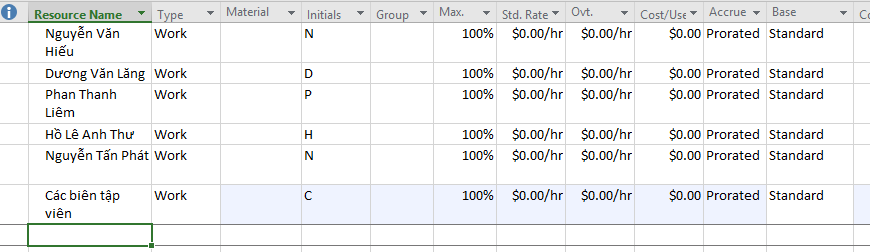 Resource Name Type Material Initials Group Max. Std. Rate Ovt. Cost/Use Accrue Base
Nguyễn Văn Work N 100% $0.00/hr $0.00/hr $0.00 Prorated Standard
Hiếu
Dương Văn Lăng Work D 100% $0.00/hr $0.00/hr $0.00 Prorated Standard
Phan Thanh Work P 100% $0.00/hr $0.00/hr $0.00 Prorated Standard
Liêm
Hồ Lê Anh Thư Work H 100% $0.00/hr $0.00/hr $0.00 Prorated Standard
Nguyễn Tấn Phát Work N 100% $0.00/hr $0.00/hr $0.00 Prorated Standard
Các biên tập Work C 100% $0.00/hr $0.00/hr $0.00 Prorated Standard
viên